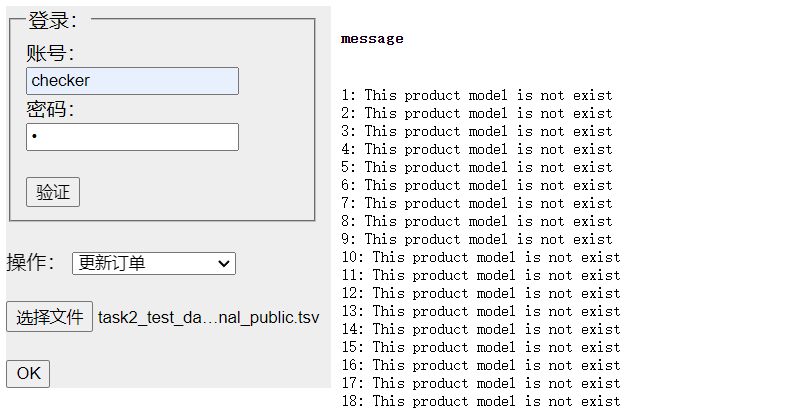 登录：
账号：
checker
密码：
•
验证
操作： 更新订单
选择文件 task2_test_da…nal_public.tsv
OK
message
1: This product model is not exist
2: This product model is not exist
3: This product model is not exist
4: This product model is not exist
5: This product model is not exist
6: This product model is not exist
7: This product model is not exist
8: This product model is not exist
9: This product model is not exist
10: This product model is not exist
11: This product model is not exist
12: This product model is not exist
13: This product model is not exist
14: This product model is not exist
15: This product model is not exist
16: This product model is not exist
17: This product model is not exist
18: This product model is not exist